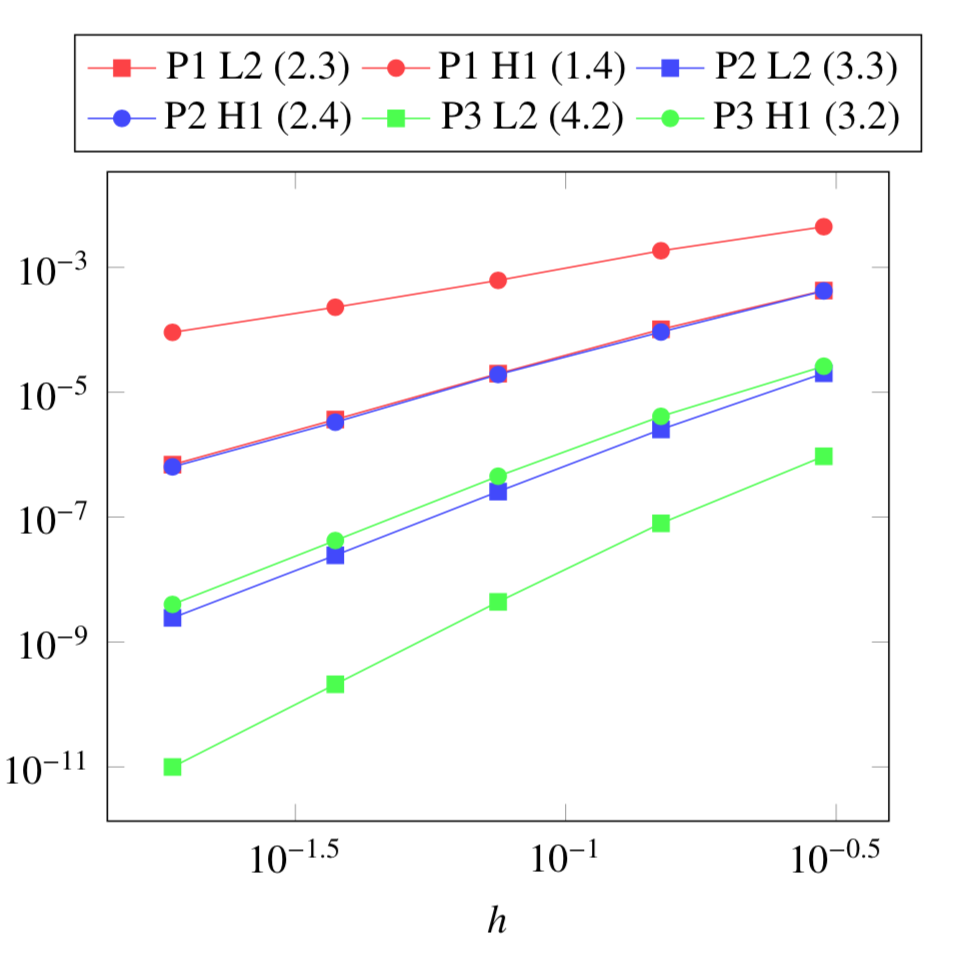 P1 L2 (2.3) P1 H1 (1.4) P2 L2 (3.3)
P2 H1 (2.4) P3 L2 (4.2) P3 H1 (3.2)
10⁻³
10⁻⁵
10⁻⁷
10⁻⁹
10⁻¹¹
10⁻¹·⁵ 10⁻¹ 10⁻⁰·⁵
h